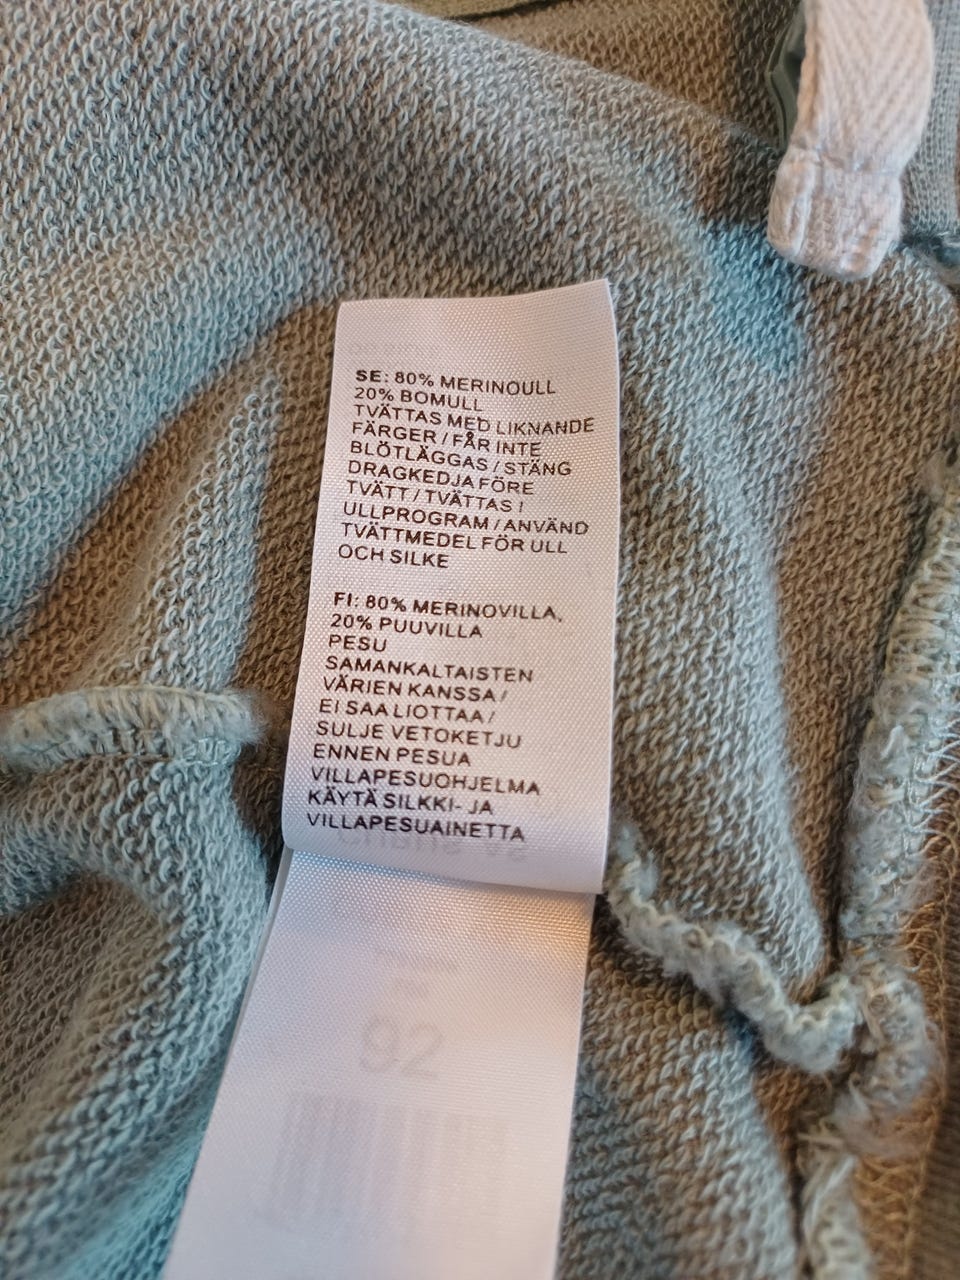 SE: 80% MERINOULL
20% BOMULL
TVÄTTAS MED LIKNANDE
FÄRGER / FÅR INTE
BLÖTLÄGGAS / STÄNG
DRAGKEDJA FÖRE
TVÄTT / TVÄTTAS I
ULLPROGRAM / ANVÄND
TVÄTTMEDEL FÖR ULL
OCH SILKE
FI: 80% MERINOVILLA,
20% PUUVILLA
PESU
SAMANKALTAISTEN
VÄRIEN KANSSA /
EI SAA LIOTTAA /
SULJE VETOKETJU
ENNEN PESUA
VILLAPESUOHJELMA
KÄYTÄ SILKKI- JA
VILLAPESUAINETTA
92